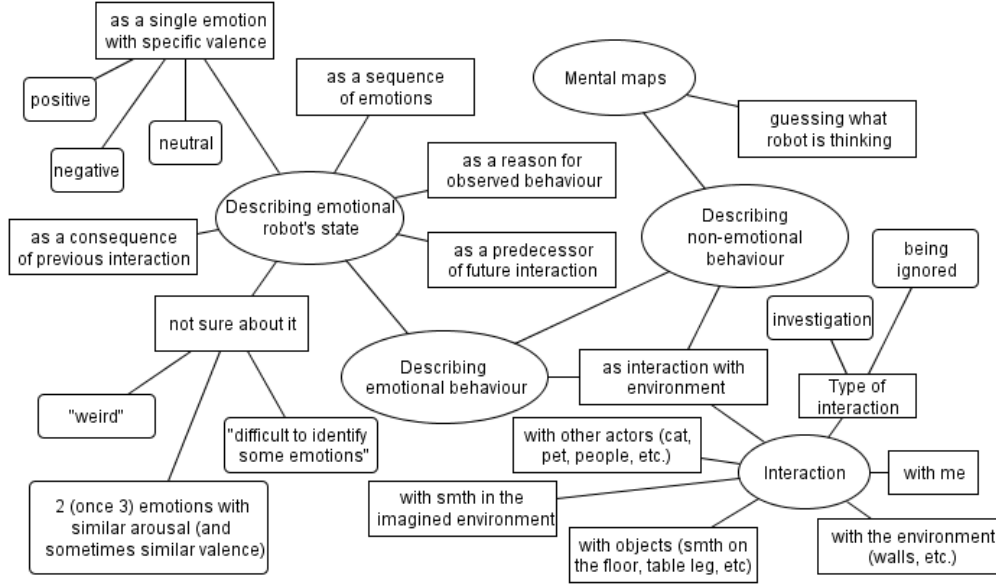 as a single emotion
with specific valence
positive
negative
neutral
as a sequence
of emotions
Mental maps
guessing what
robot is thinking
as a reason for
observed behaviour
Describing emotional
robot's state
as a consequence
of previous interaction
as a predecessor
of future interaction
Describing
non-emotional
behaviour
being
ignored
not sure about it
investigation
Describing
emotional behaviour
as interaction with
environment
Type of
interaction
"weird"
"difficult to identify
some emotions"
with other actors (cat,
pet, people, etc.)
Interaction
with me
2 (once 3) emotions with
similar arousal (and
sometimes similar valence)
with smth in the
imagined environment
with objects (smth on
the floor, table leg, etc)
with the environment
(walls, etc.)